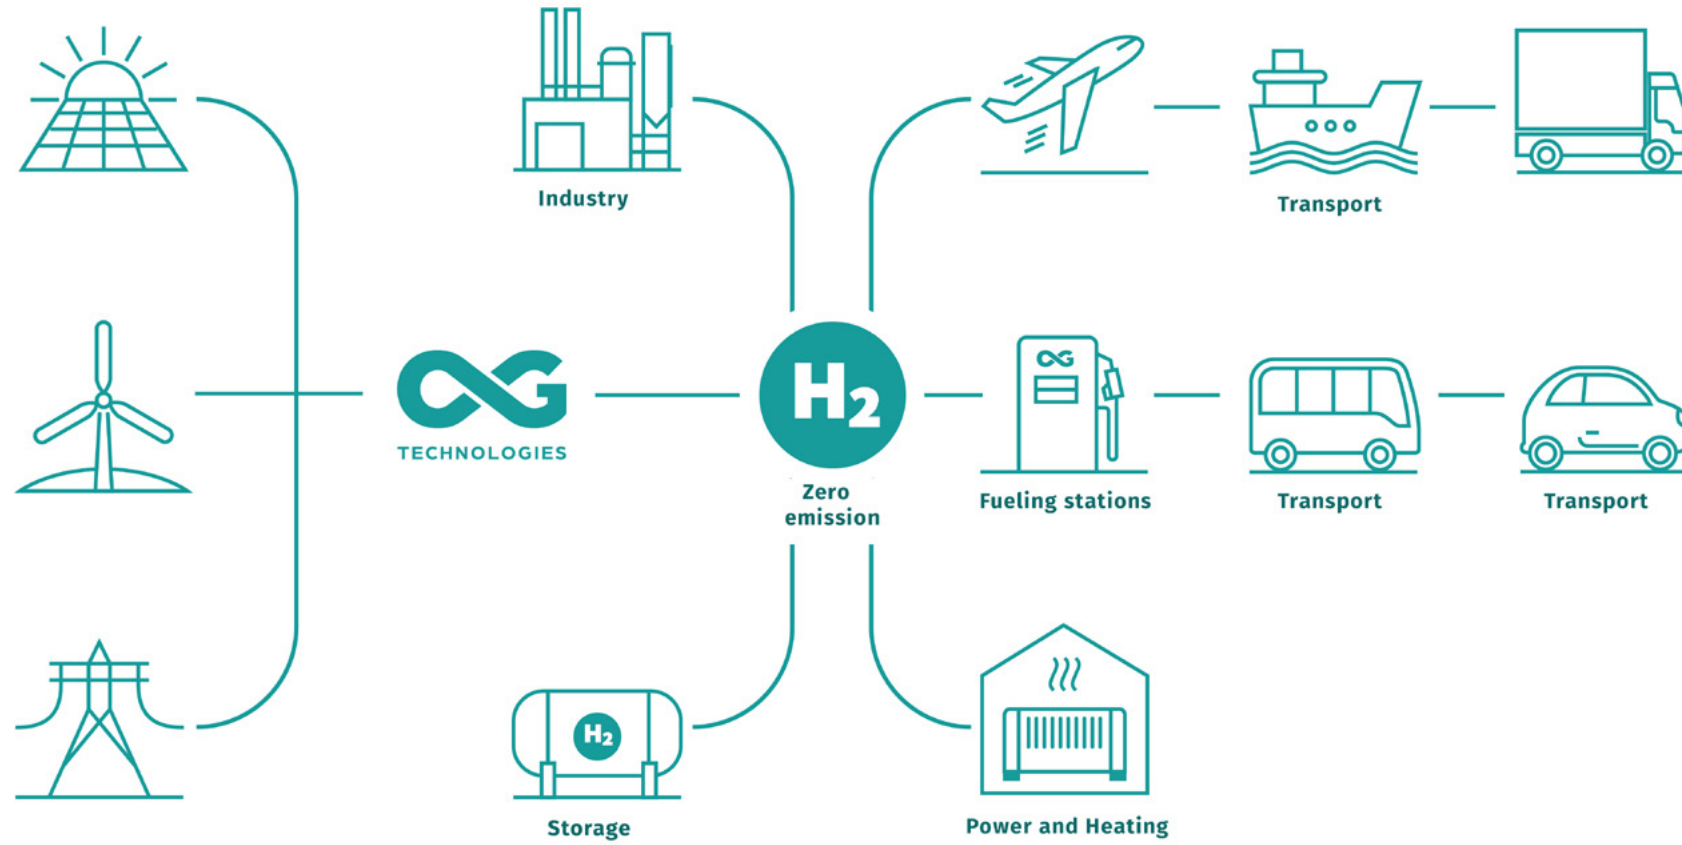 Industry
Transport
TECHNOLOGIES
H2
Zero
emission
Fueling stations
Transport
Transport
H2
Storage
Power and Heating